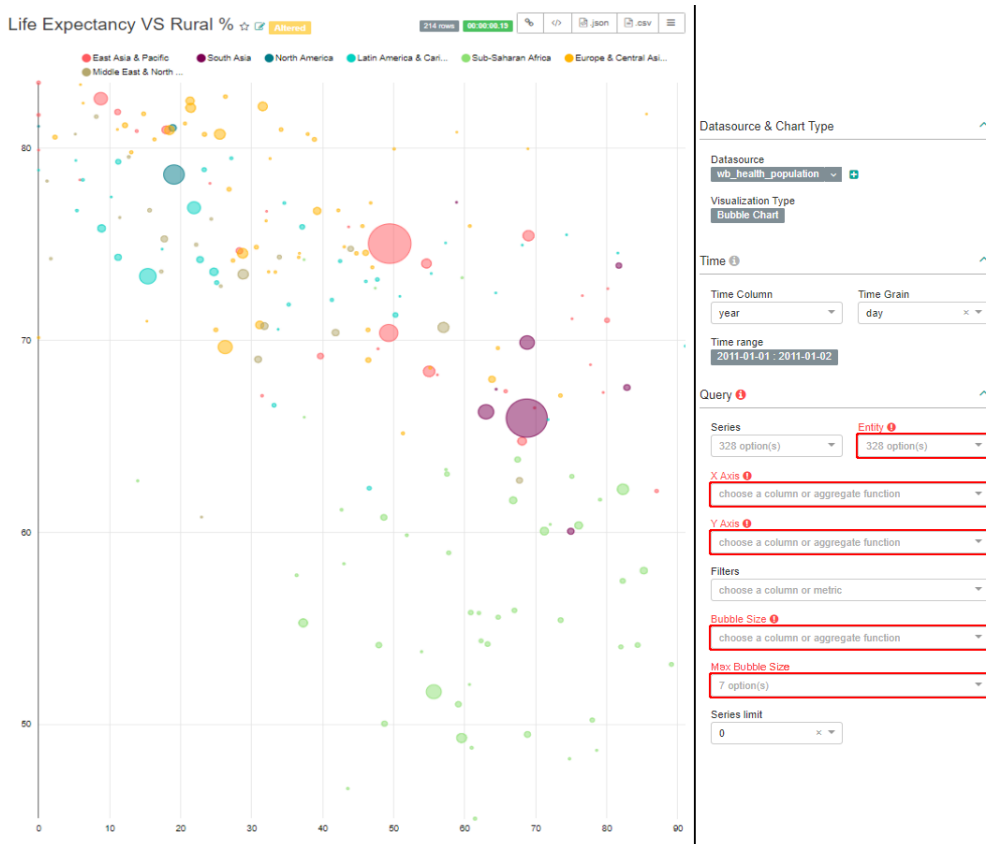 Life Expectancy VS Rural % Altered
214 rows 00:00:00.19 .json .csv
East Asia & Pacific South Asia North America Latin America & Cari... Sub-Saharan Africa Europe & Central Asi...
Middle East & North ...
80
70
60
50
0 10 20 30 40 50 60 70 80 90
Datasource & Chart Type
Datasource
wb_health_population
Visualization Type
Bubble Chart
Time
Time Column Time Grain
year day
Time range
2011-01-01 : 2011-01-02
Query
Series Entity
328 option(s) 328 option(s)
X Axis
choose a column or aggregate function
Y Axis
choose a column or aggregate function
Filters
choose a column or metric
Bubble Size
choose a column or aggregate function
Max Bubble Size
7 option(s)
Series limit
0